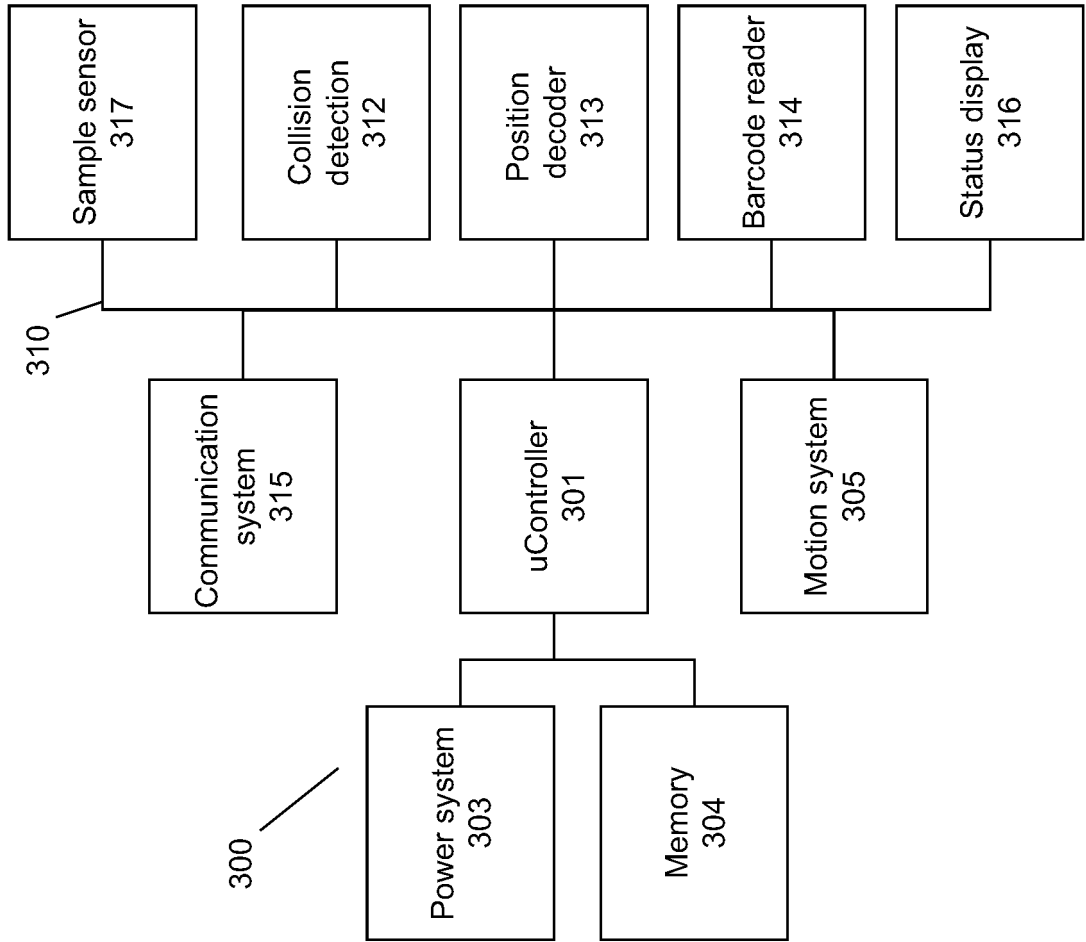 300
Power system
303
Memory
304
Communication
system
315
uController
301
Motion system
305
310
Sample sensor
317
Collision
detection
312
Position
decoder
313
Barcode reader
314
Status display
316